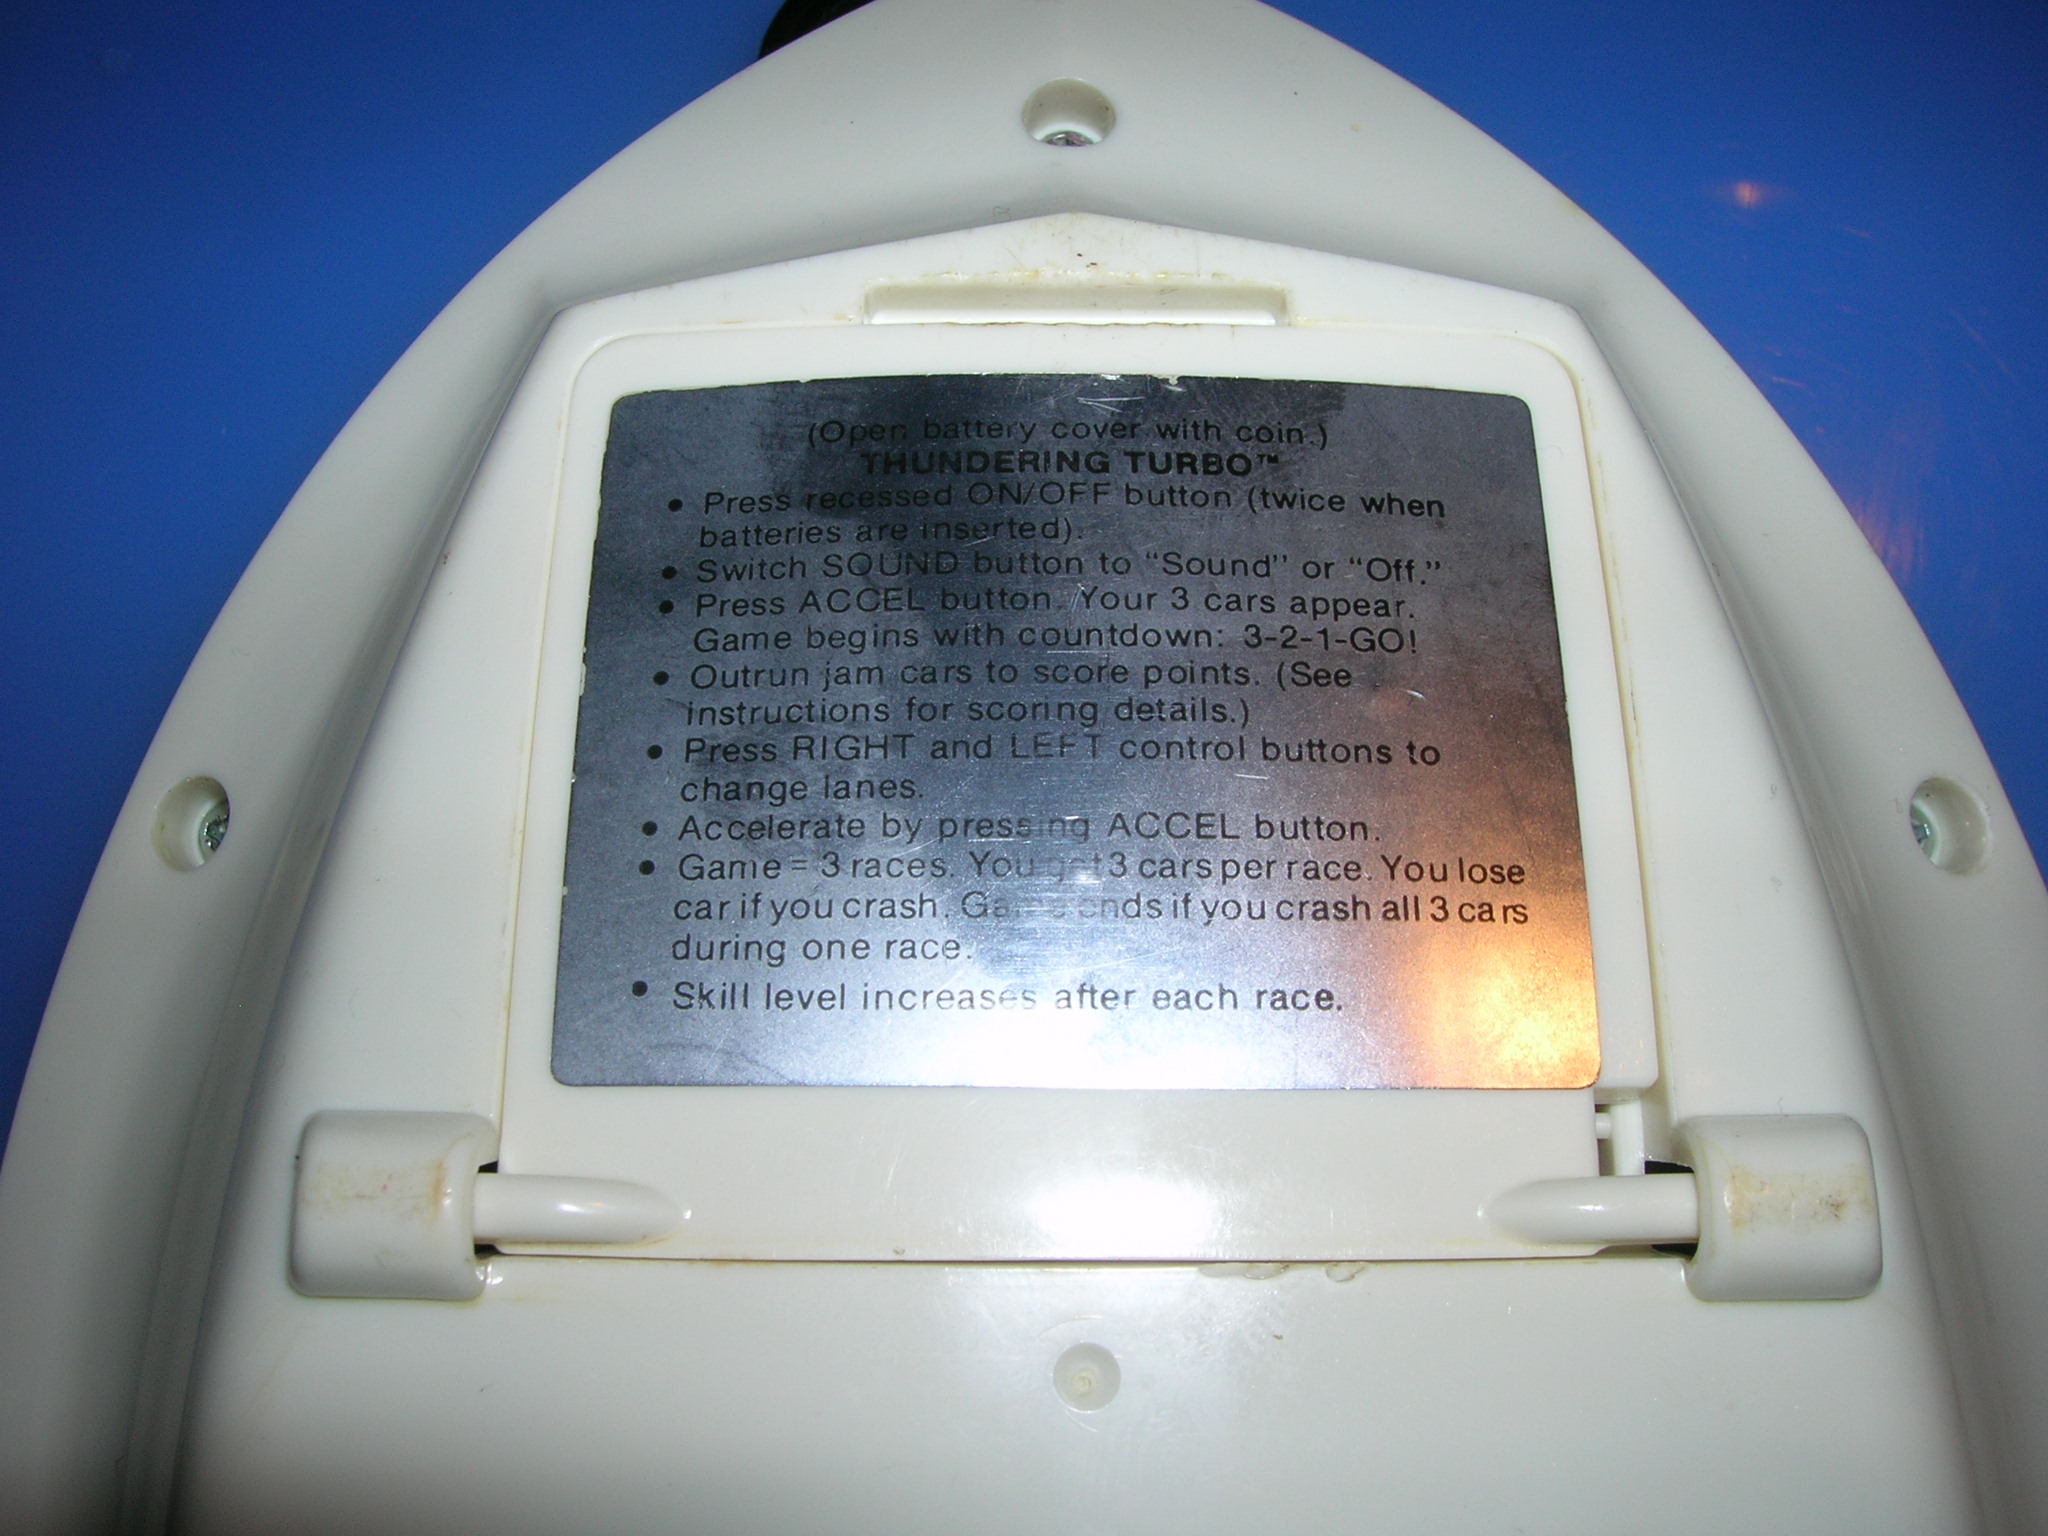 (Open battery cover with coin.)
THUNDERING TURBO™
• Press recessed ON/OFF button (twice when
batteries are inserted).
• Switch SOUND button to “Sound” or “Off.”
• Press ACCEL button. Your 3 cars appear.
Game begins with countdown: 3-2-1-GO!
• Outrun jam cars to score points. (See
instructions for scoring details.)
• Press RIGHT and LEFT control buttons to
change lanes.
• Accelerate by pressing ACCEL button.
• Game = 3 races. You get 3 cars per race. You lose
car if you crash. Game ends if you crash all 3 cars
during one race.
• Skill level increases after each race.